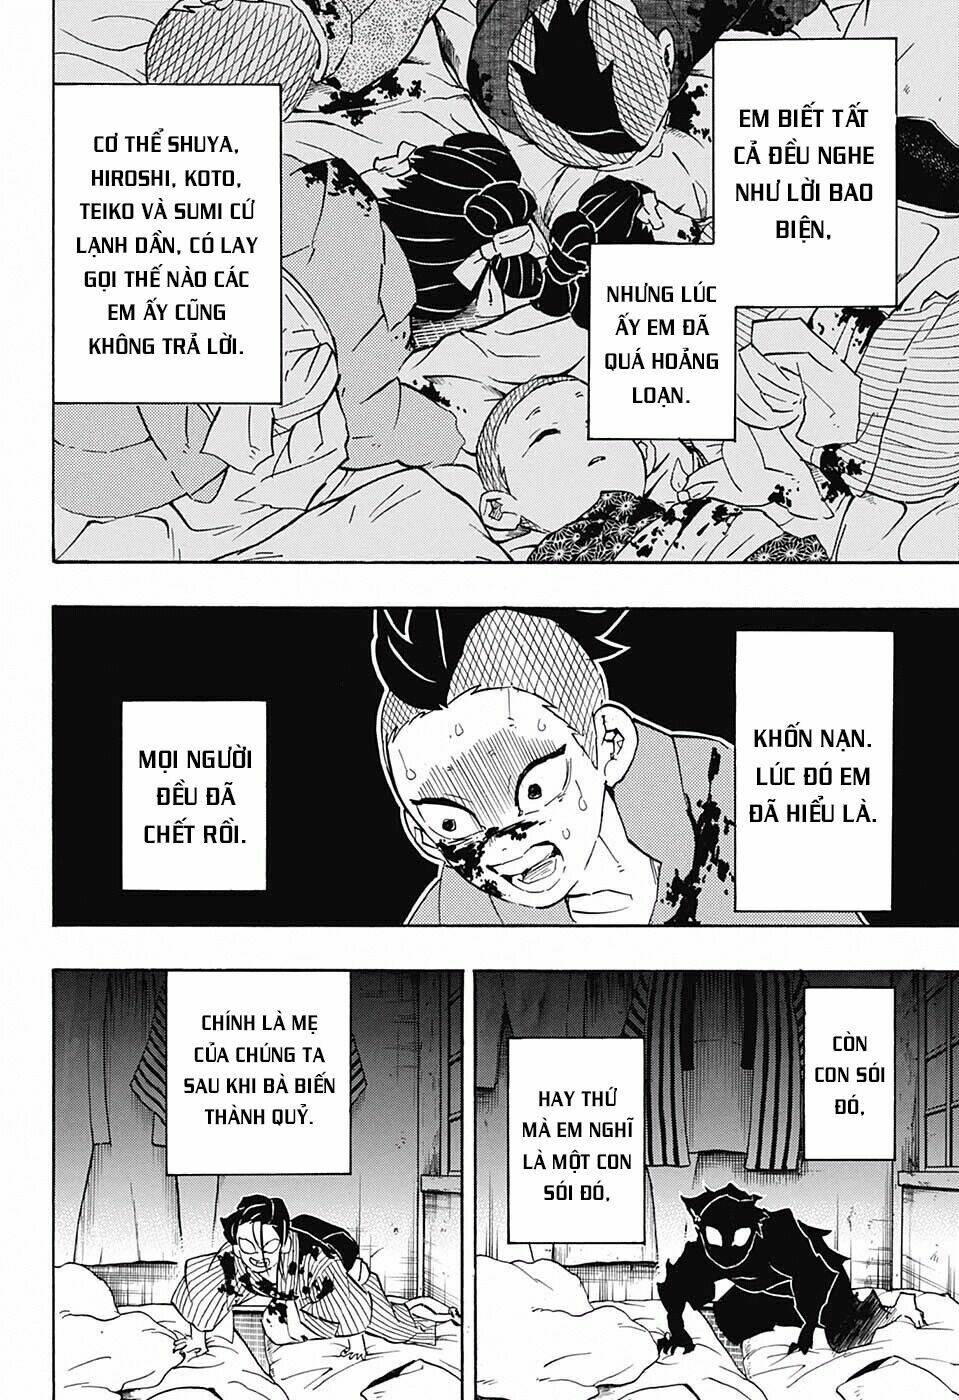 EM BIẾT TẤT
CẢ ĐỀU NGHE
NHƯ LỜI BAO
BIỆN,
NHƯNG LÚC
ẤY EM ĐÃ
QUÁ HOẢNG
LOẠN.
CƠ THỂ SHUYA,
HIROSHI, KOTO,
TEIKO VÀ SUMI CỨ
LẠNH DẦN, CÓ LAY
GỌI THẾ NÀO CÁC
EM ẤY CŨNG
KHÔNG TRẢ LỜI.
KHỐN NẠN.
LÚC ĐÓ EM
ĐÃ HIỂU LÀ.
MỌI NGƯỜI
ĐỀU ĐÃ
CHẾT RỒI.
CÒN
CON SÓI
ĐÓ,
HAY THỨ
MÀ EM NGHĨ
LÀ MỘT CON
SÓI ĐÓ,
CHÍNH LÀ MẸ
CỦA CHÚNG TA
SAU KHI BÀ BIẾN
THÀNH QUỶ.